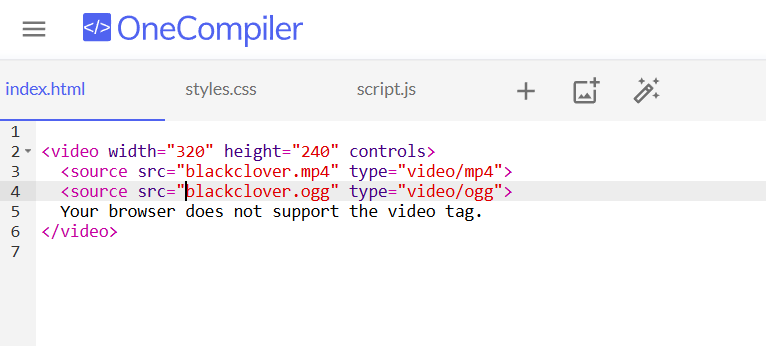 </> OneCompiler
index.html styles.css script.js +
1
2 <video width="320" height="240" controls>
3 <source src="blackclover.mp4" type="video/mp4">
4 <source src="blackclover.ogg" type="video/ogg">
5 Your browser does not support the video tag.
6 </video>
7